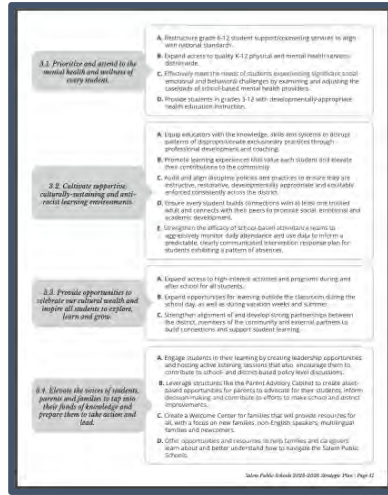 3.1. Prioritize and attend to the
mental health and wellness of
every student.
A. Restructure grade K-12 student support/counseling services to align
with national standards.
B. Expand access to quality K-12 physical and mental health services
district-wide.
C. Effectively meet the needs of students experiencing significant social
emotional and behavioral challenges by examining and adjusting the
caseloads of school-based mental health providers.
D. Provide students in grades 3-12 with developmentally-appropriate
health education instruction.
3.2. Cultivate supportive,
culturally-sustaining and anti-
racist learning environments.
A. Equip educators with the knowledge, skills and systems to disrupt
patterns of disproportionate exclusionary practices through
professional development and coaching.
B. Promote learning experiences that value each student and elevate
their contributions to the community.
C. Audit and align discipline policies and practices to ensure they are
instructive, restorative, developmentally appropriate and equitably
enforced consistently across the district.
D. Ensure every student builds connections with at least one trusted
adult and connects with their peers to promote social, emotional and
academic development.
E. Strengthen the efficacy of school-based attendance teams to
aggressively monitor daily attendance and use data to inform a
predictable, clearly communicated intervention response plan for
students exhibiting a pattern of absences.
3.3. Provide opportunities to
celebrate our cultural wealth and
inspire all students to explore,
learn and grow.
A. Expand access to high-interest activities and programs during and
after school for all students.
B. Expand opportunities for learning outside the classroom during the
school day, as well as during vacation weeks and summer.
C. Strengthen alignment of and develop strong partnerships between
the district, members of the community and external partners to
build connections and support student learning.
3.4. Elevate the voices of students,
parents and families to tap into
their funds of knowledge and
prepare them to take action and
lead.
A. Engage students in their learning by creating leadership opportunities
and hosting active listening sessions that also encourage them to
contribute to school- and district-based policy level discussions.
B. Leverage structures like the Parent Advisory Cabinet to create asset-
based opportunities for parents to advocate for their students, inform
decision-making and contribute to efforts to make school and district
improvements.
C. Create a Welcome Center for families that will provide resources for
all, with a focus on new families, non-English speakers, multilingual
families and newcomers.
D. Offer opportunities and resources to help families and caregivers
learn about and better understand how to navigate the Salem Public
Schools.
Salem Public Schools 2023-2028 Strategic Plan | Page 12